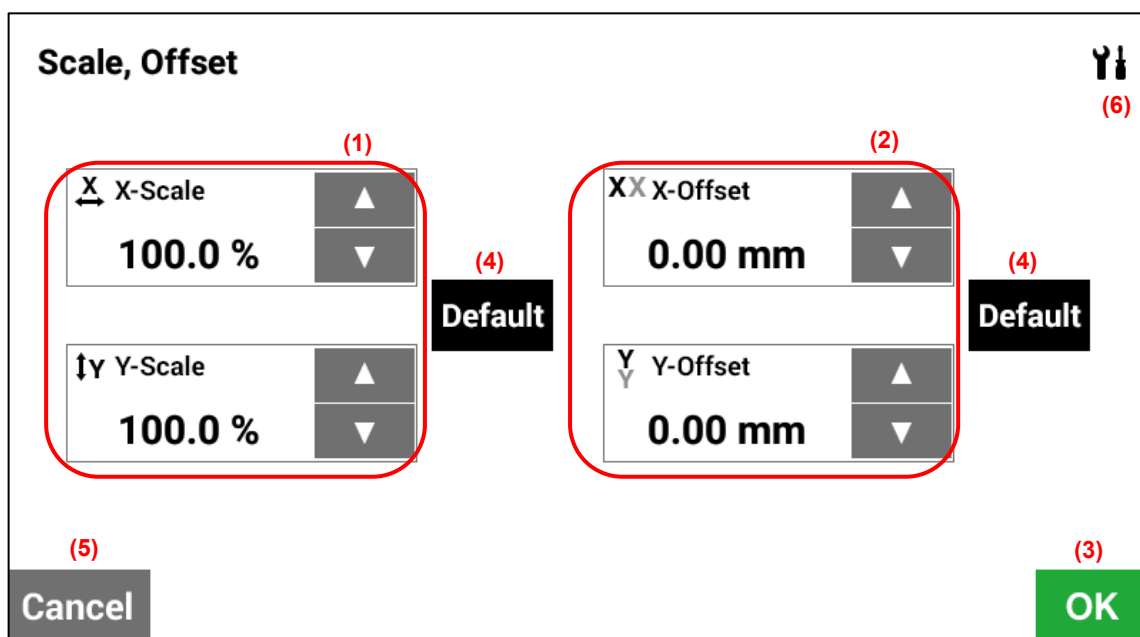 Scale, Offset
(6)
(1)
(2)
X X-Scale
100.0 %
XX X-Offset
0.00 mm
(4)
Default
(4)
Default
Y Y-Scale
100.0 %
Y Y Y-Offset
0.00 mm
(5)
Cancel
(3)
OK